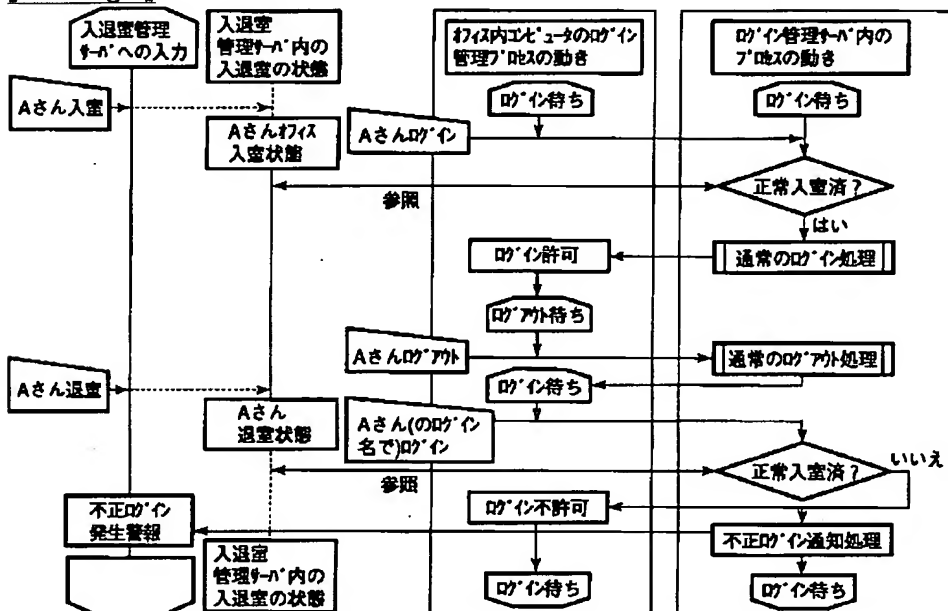 入退室管理
サーバへの入力
入退室
管理サーバ内の
入退室の状態
オフィス内コンピュータのログイン
管理プロセスの動き
ログイン管理サーバ内の
プロセスの動き
Aさん入室
ログイン待ち
ログイン待ち
Aさんオフィス
入室状態
Aさんログイン
正常入室済?
参照
はい
ログイン許可
通常のログイン処理
ログアウト待ち
Aさんログアウト
通常のログアウト処理
Aさん退室
ログイン待ち
Aさん
退室状態
Aさん(のログイン
名で)ログイン
正常入室済?
いいえ
参照
不正ログイン
発生警報
ログイン不許可
不正ログイン通知処理
入退室
管理サーバ内の
入退室の状態
ログイン待ち
ログイン待ち